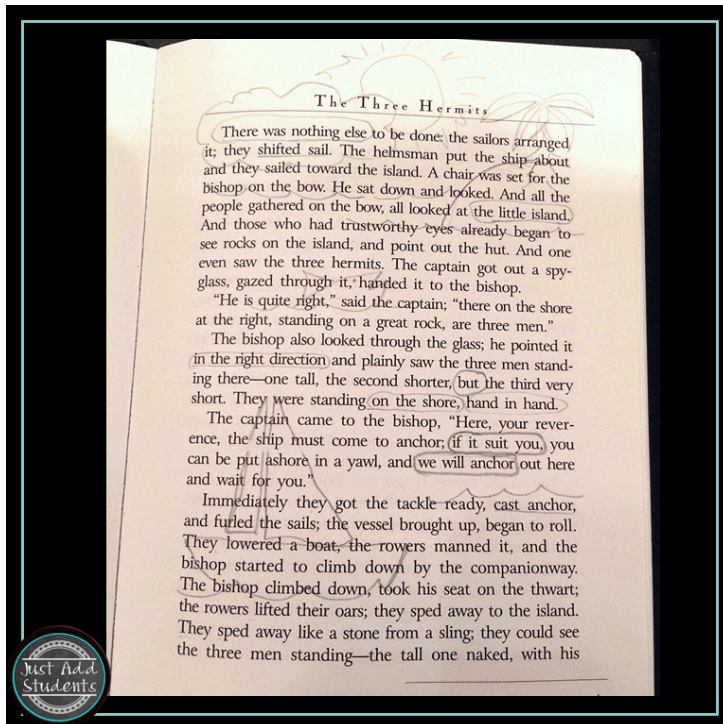 The Three Hermits
There was nothing else to be done: the sailors arranged
it; they shifted sail. The helmsman put the ship about
and they sailed toward the island. A chair was set for the
bishop on the bow. He sat down and looked. And all the
people gathered on the bow, all looked at the little island.
And those who had trustworthy eyes already began to
see rocks on the island, and point out the hut. And one
even saw the three hermits. The captain got out a spy-
glass, gazed through it, handed it to the bishop.
“He is quite right,” said the captain; “there on the shore
at the right, standing on a great rock, are three men.”
The bishop also looked through the glass; he pointed it
in the right direction and plainly saw the three men stand-
ing there—one tall, the second shorter, but the third very
short. They were standing on the shore, hand in hand.
The captain came to the bishop, “Here, your rever-
ence, the ship must come to anchor; if it suit you, you
can be put ashore in a yawl, and we will anchor out here
and wait for you.”
Immediately they got the tackle ready, cast anchor,
and furled the sails; the vessel brought up, began to roll.
They lowered a boat, the rowers manned it, and the
bishop started to climb down by the companionway.
The bishop climbed down, took his seat on the thwart;
the rowers lifted their oars; they sped away to the island.
They sped away like a stone from a sling; they could see
the three men standing—the tall one naked, with his
Just Add
Students